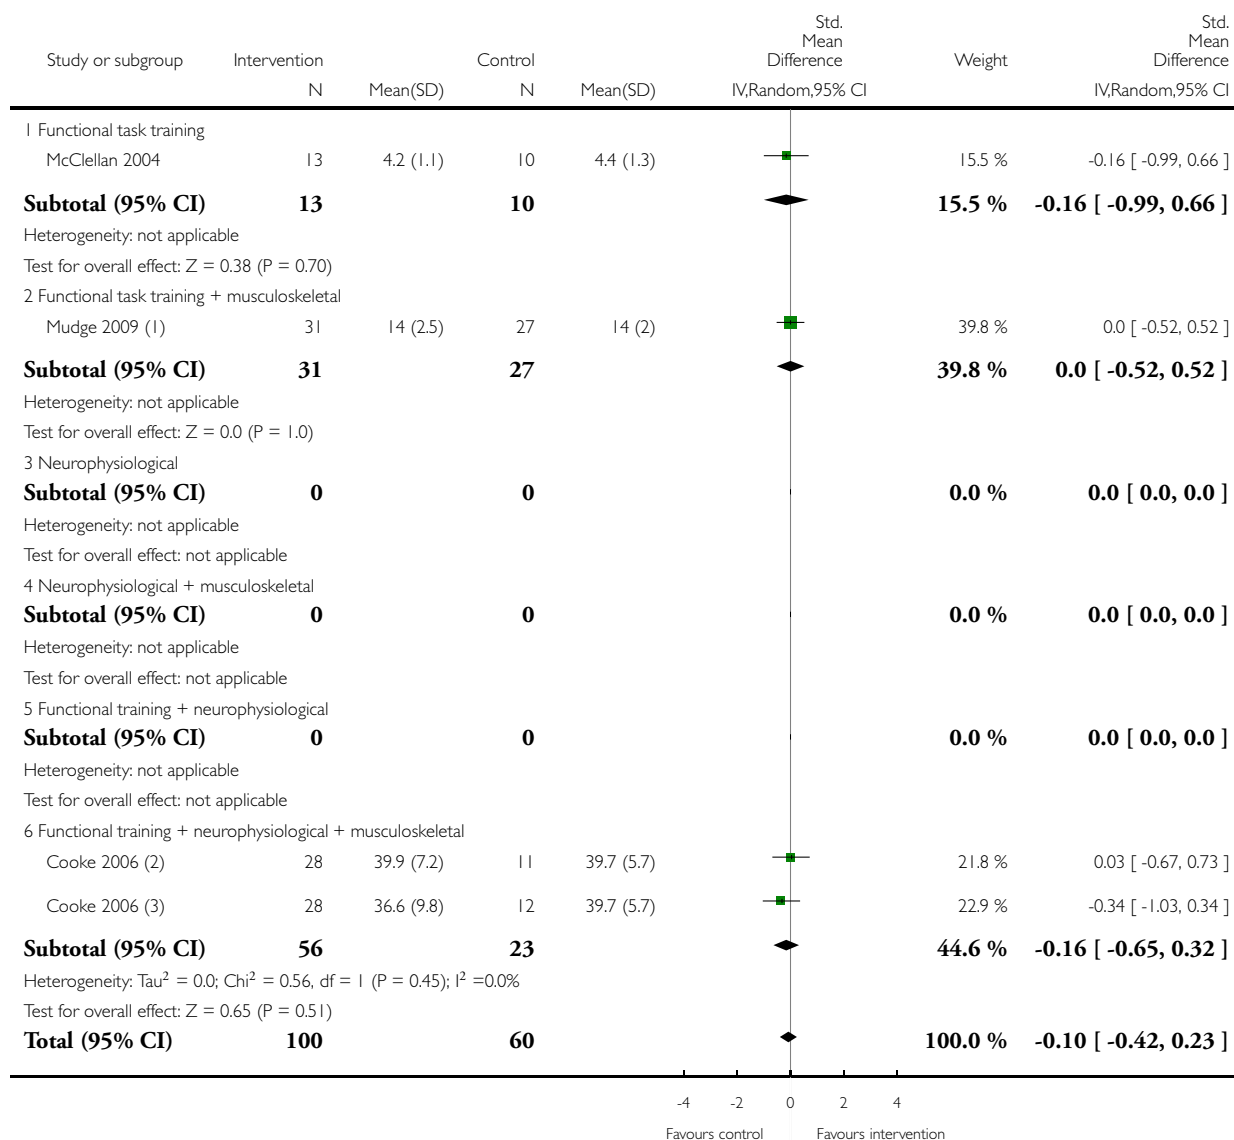 Std.
Mean
Difference
Std.
Mean
Difference
Study or subgroup Intervention Control Weight
N Mean(SD) N Mean(SD) IV,Random,95% CI IV,Random,95% CI
1 Functional task training
McClellan 2004 13 4.2 (1.1) 10 4.4 (1.3) 15.5 % -0.16 [ -0.99, 0.66 ]
Subtotal (95% CI) 13 10 15.5 % -0.16 [ -0.99, 0.66 ]
Heterogeneity: not applicable
Test for overall effect: Z = 0.38 (P = 0.70)
2 Functional task training + musculoskeletal
Mudge 2009 (1) 31 14 (2.5) 27 14 (2) 39.8 % 0.0 [ -0.52, 0.52 ]
Subtotal (95% CI) 31 27 39.8 % 0.0 [ -0.52, 0.52 ]
Heterogeneity: not applicable
Test for overall effect: Z = 0.0 (P = 1.0)
3 Neurophysiological
Subtotal (95% CI) 0 0 0.0 % 0.0 [ 0.0, 0.0 ]
Heterogeneity: not applicable
Test for overall effect: not applicable
4 Neurophysiological + musculoskeletal
Subtotal (95% CI) 0 0 0.0 % 0.0 [ 0.0, 0.0 ]
Heterogeneity: not applicable
Test for overall effect: not applicable
5 Functional training + neurophysiological
Subtotal (95% CI) 0 0 0.0 % 0.0 [ 0.0, 0.0 ]
Heterogeneity: not applicable
Test for overall effect: not applicable
6 Functional training + neurophysiological + musculoskeletal
Cooke 2006 (2) 28 39.9 (7.2) 11 39.7 (5.7) 21.8 % 0.03 [ -0.67, 0.73 ]
Cooke 2006 (3) 28 36.6 (9.8) 12 39.7 (5.7) 22.9 % -0.34 [ -1.03, 0.34 ]
Subtotal (95% CI) 56 23 44.6 % -0.16 [ -0.65, 0.32 ]
Heterogeneity: Tau² = 0.0; Chi² = 0.56, df = 1 (P = 0.45); I² =0.0%
Test for overall effect: Z = 0.65 (P = 0.51)
Total (95% CI) 100 60 100.0 % -0.10 [ -0.42, 0.23 ]
-4 -2 0 2 4
Favours control Favours intervention